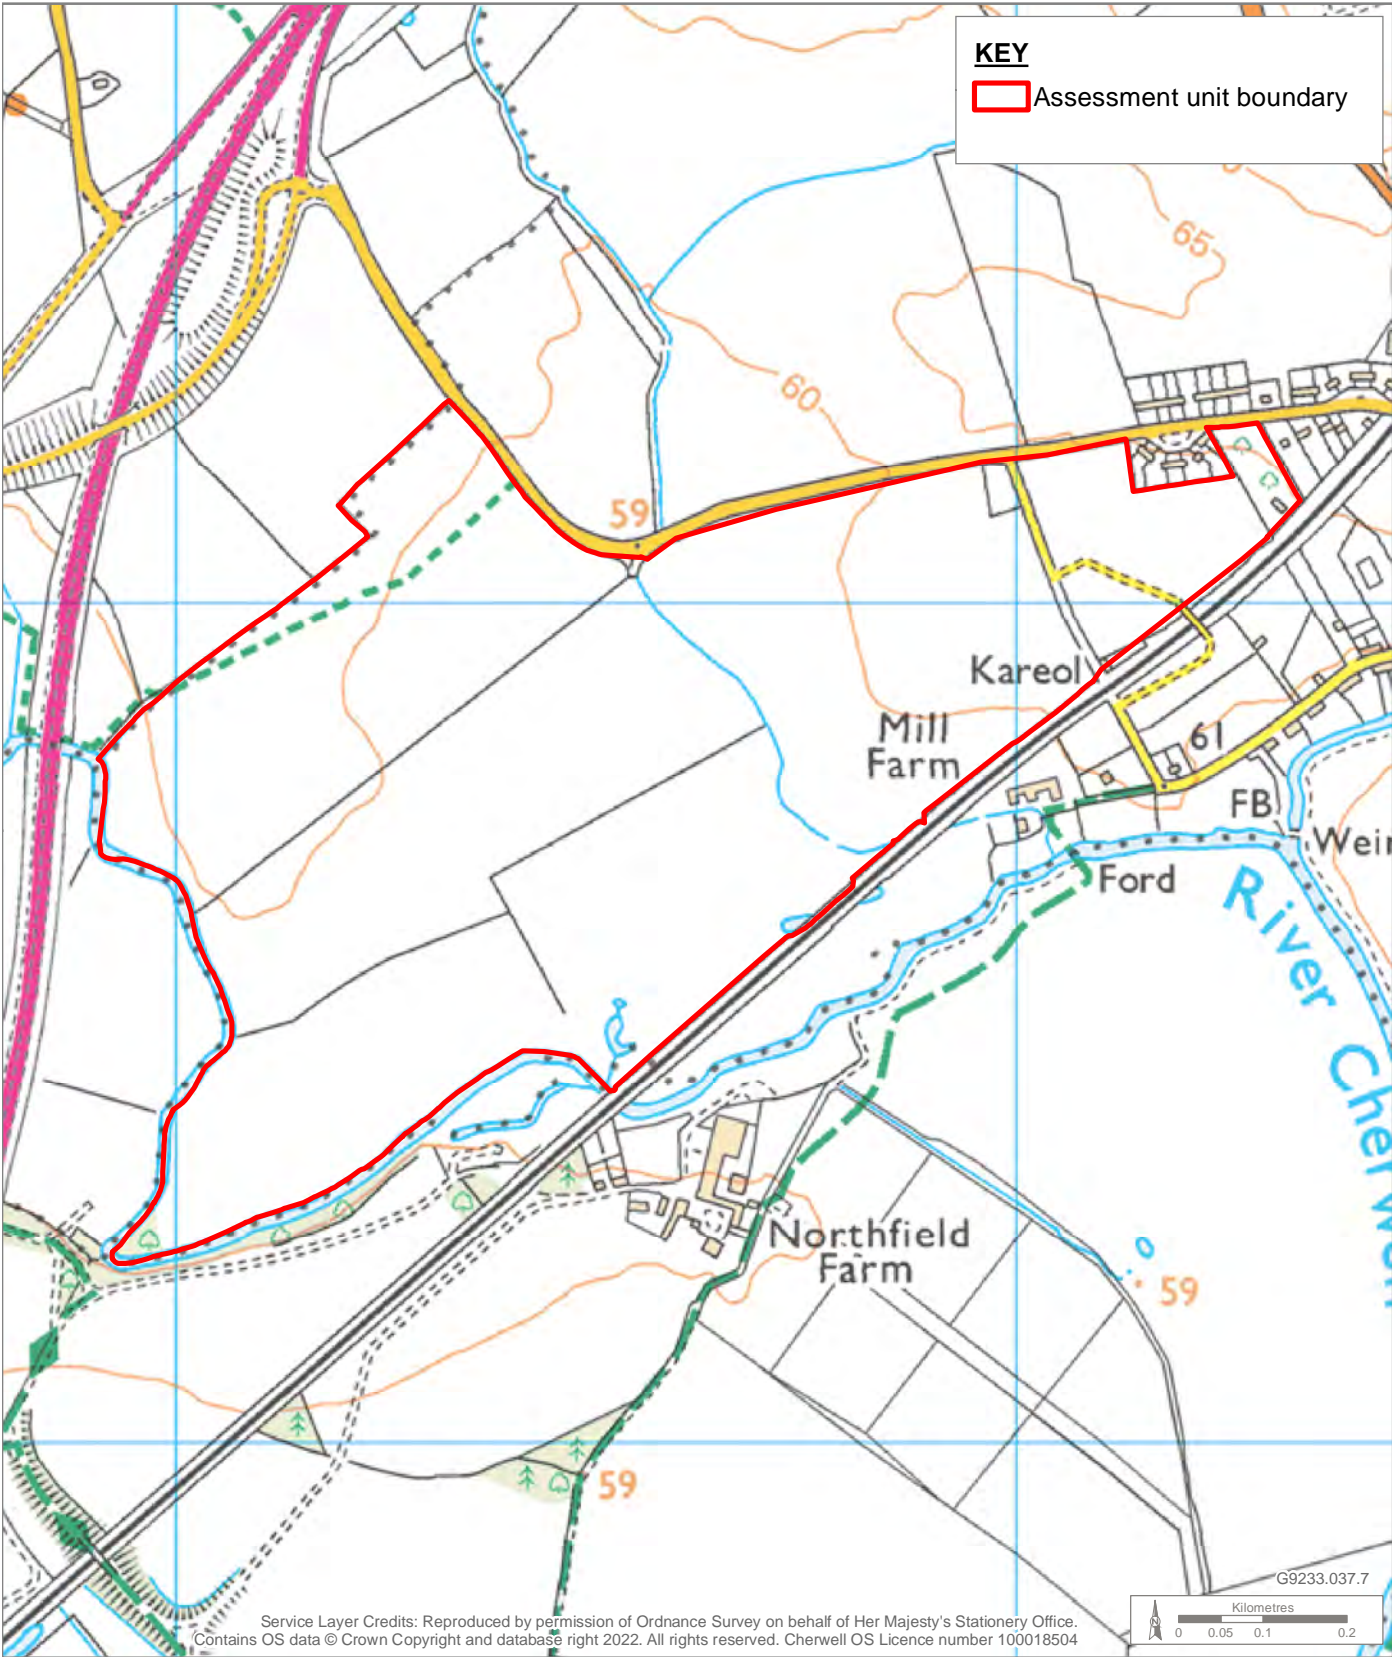 KEY
Assessment unit boundary
65
60
59
Kareol
Mill
Farm
61
FB
Weir
Ford
River Cherwell
Northfield
Farm
59
59
G9233.037.7
Kilometres
N
0 0.05 0.1 0.2
Service Layer Credits: Reproduced by permission of Ordnance Survey on behalf of Her Majesty's Stationery Office.
Contains OS data © Crown Copyright and database right 2022. All rights reserved. Cherwell OS Licence number 100018504